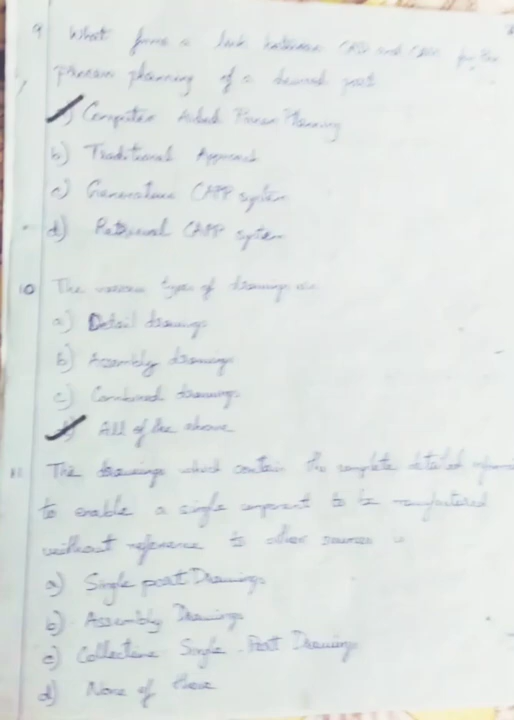 9 What forms a link between CAD and CAM for the
process planning of a desired part
a) Computer Aided Process Planning
b) Traditional Approach
c) Generative CAPP system
d) Retrieval CAPP system
10 The various types of drawings are
a) Detail drawings
b) Assembly drawings
c) Combined drawings
d) All of the above
11 The drawings which contain the complete detailed
to enable a single component to be manufactured
without reference to other sources is
a) Single part Drawings
b) Assembly Drawings
c) Collective Single-Part Drawings
d) None of these